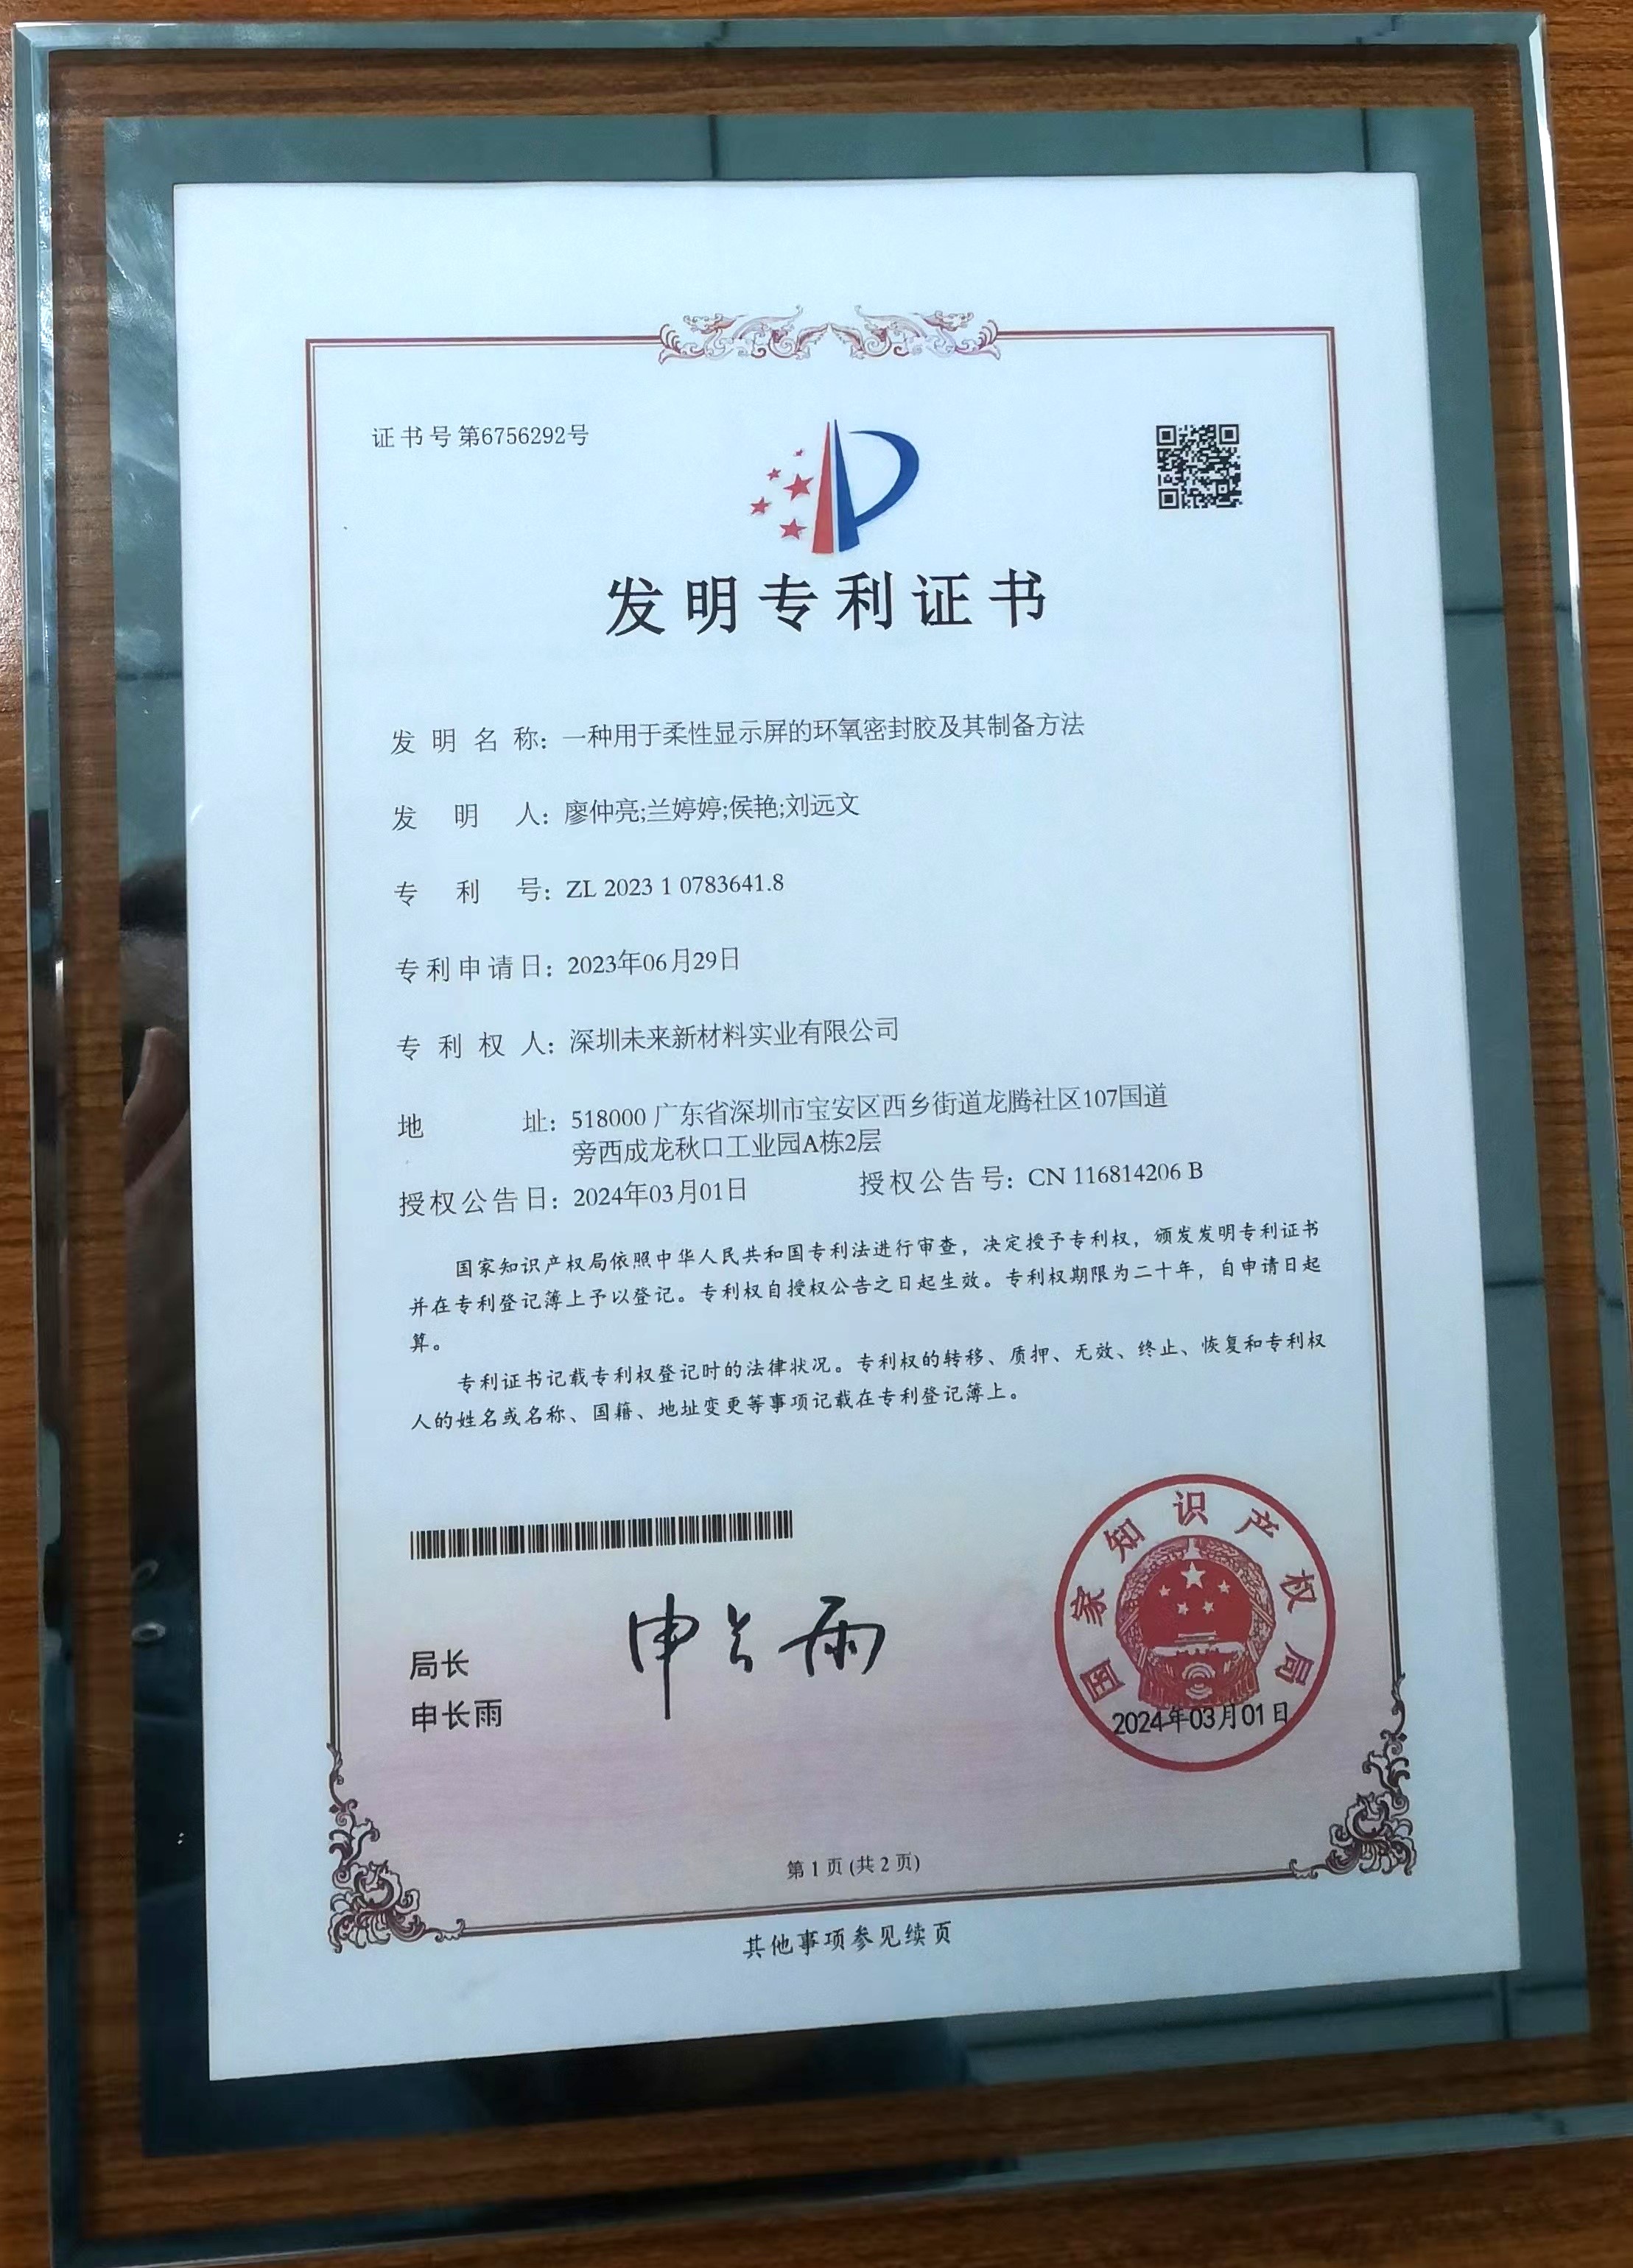 证书号第6756292号
发明专利证书
发明名称：一种用于柔性显示屏的环氧密封胶及其制备方法
发明人：廖仲亮;兰婷婷;侯艳;刘远文
专利号：ZL 2023 1 0783641.8
专利申请日：2023年06月29日
专利权人：深圳未来新材料实业有限公司
地址：518000 广东省深圳市宝安区西乡街道龙腾社区107国道
旁西成龙秋口工业园A栋2层
授权公告日：2024年03月01日 授权公告号：CN 116814206 B
国家知识产权局依照中华人民共和国专利法进行审查，决定授予专利权，颁发发明专利证书
并在专利登记簿上予以登记。专利权自授权公告之日起生效。专利权期限为二十年，自申请日起
算。
专利证书记载专利权登记时的法律状况。专利权的转移、质押、无效、终止、恢复和专利权
人的姓名或名称、国籍、地址变更等事项记载在专利登记簿上。
局长
申长雨
申长雨
国家知识产权局
2024年03月01日
第 1 页 (共 2 页)
其他事项参见续页